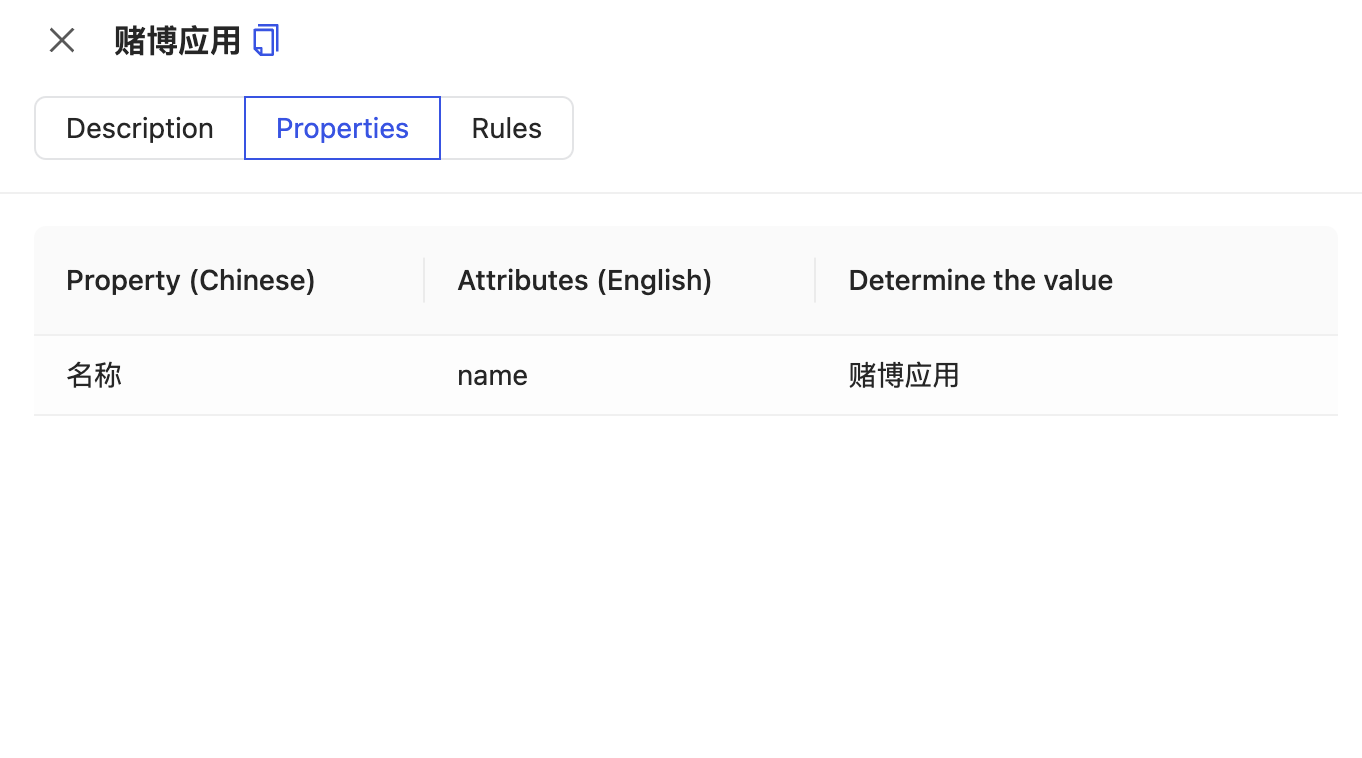 赌博应用
Description Properties Rules
Property (Chinese) Attributes (English) Determine the value
名称 name 赌博应用